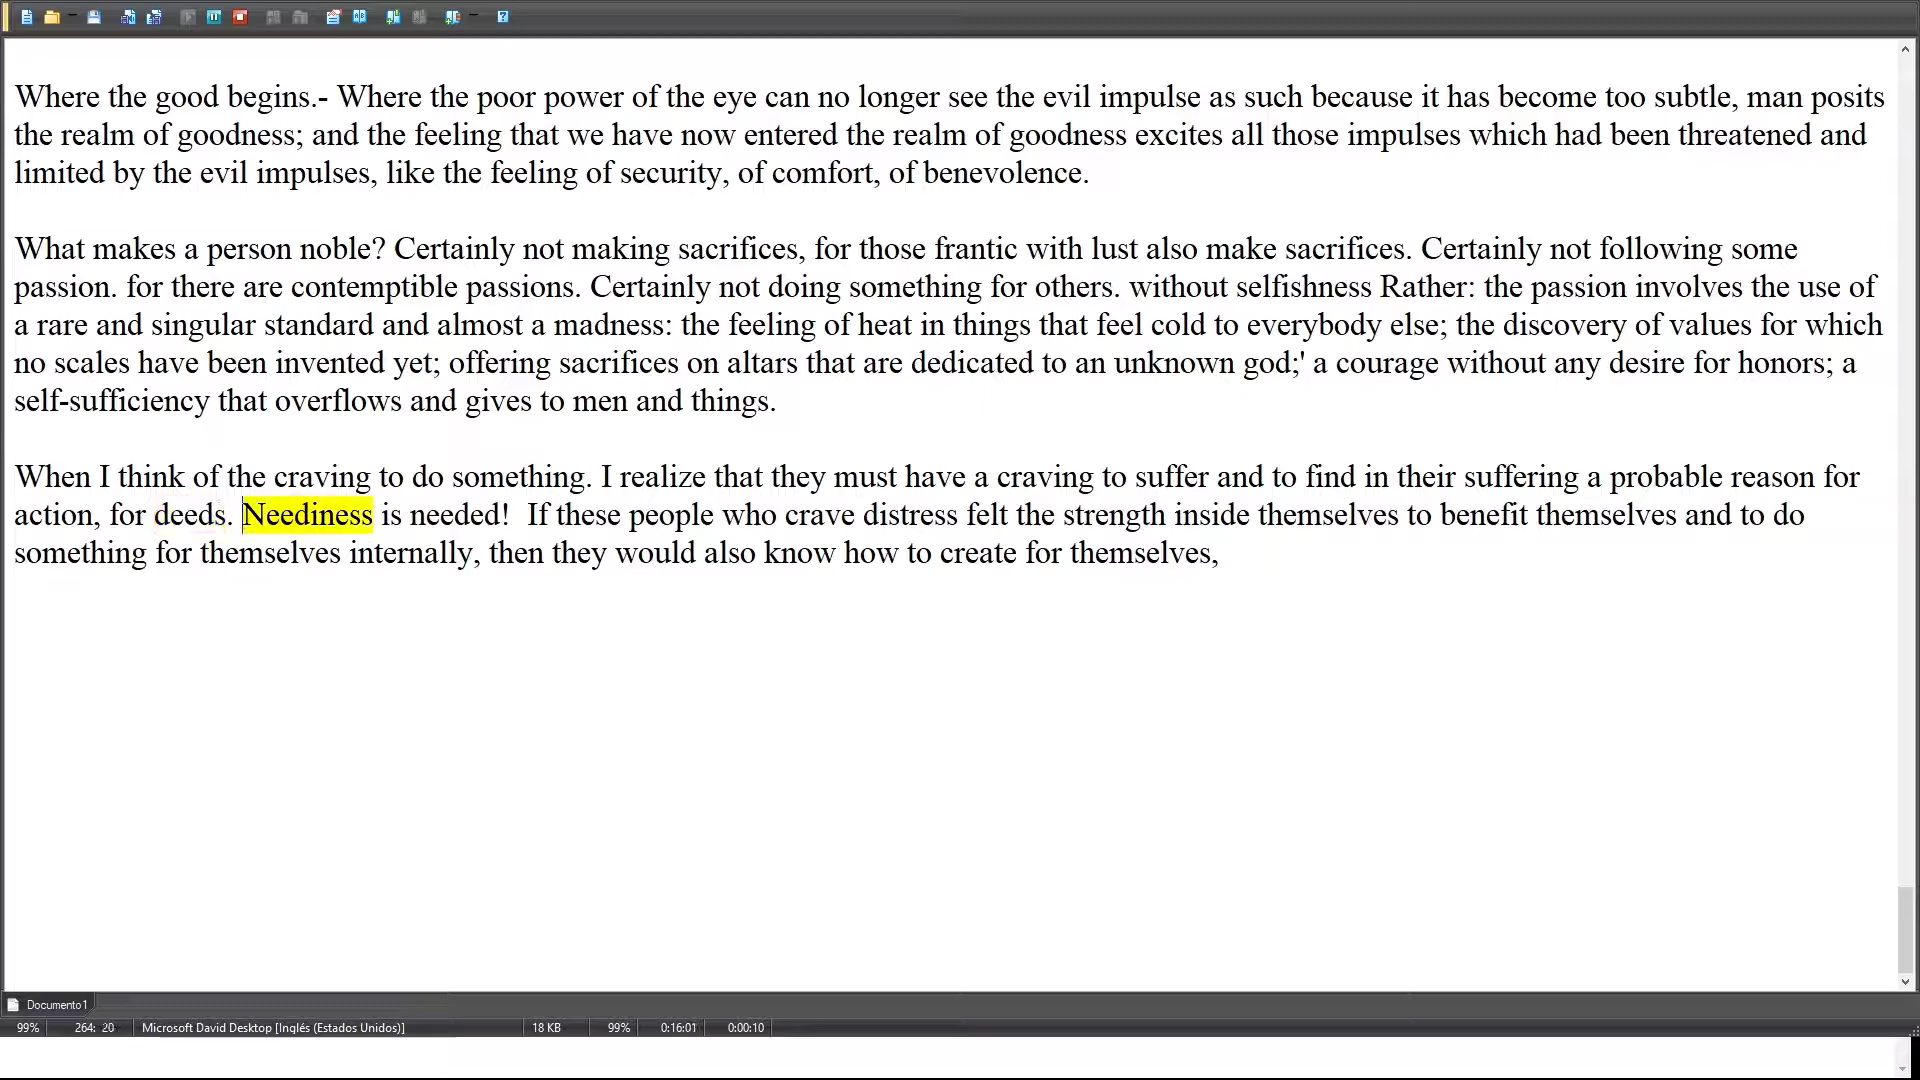 Where the good begins.- Where the poor power of the eye can no longer see the evil impulse as such because it has become too subtle, man posits
the realm of goodness; and the feeling that we have now entered the realm of goodness excites all those impulses which had been threatened and
limited by the evil impulses, like the feeling of security, of comfort, of benevolence.
What makes a person noble? Certainly not making sacrifices, for those frantic with lust also make sacrifices. Certainly not following some
passion. for there are contemptible passions. Certainly not doing something for others. without selfishness Rather: the passion involves the use of
a rare and singular standard and almost a madness: the feeling of heat in things that feel cold to everybody else; the discovery of values for which
no scales have been invented yet; offering sacrifices on altars that are dedicated to an unknown god;' a courage without any desire for honors; a
self-sufficiency that overflows and gives to men and things.
When I think of the craving to do something. I realize that they must have a craving to suffer and to find in their suffering a probable reason for
action, for deeds. Neediness is needed!  If these people who crave distress felt the strength inside themselves to benefit themselves and to do
something for themselves internally, then they would also know how to create for themselves,
Documento1
99% 264: 20 Microsoft David Desktop [Inglés (Estados Unidos)] 18 KB 99% 0:16:01 0:00:10